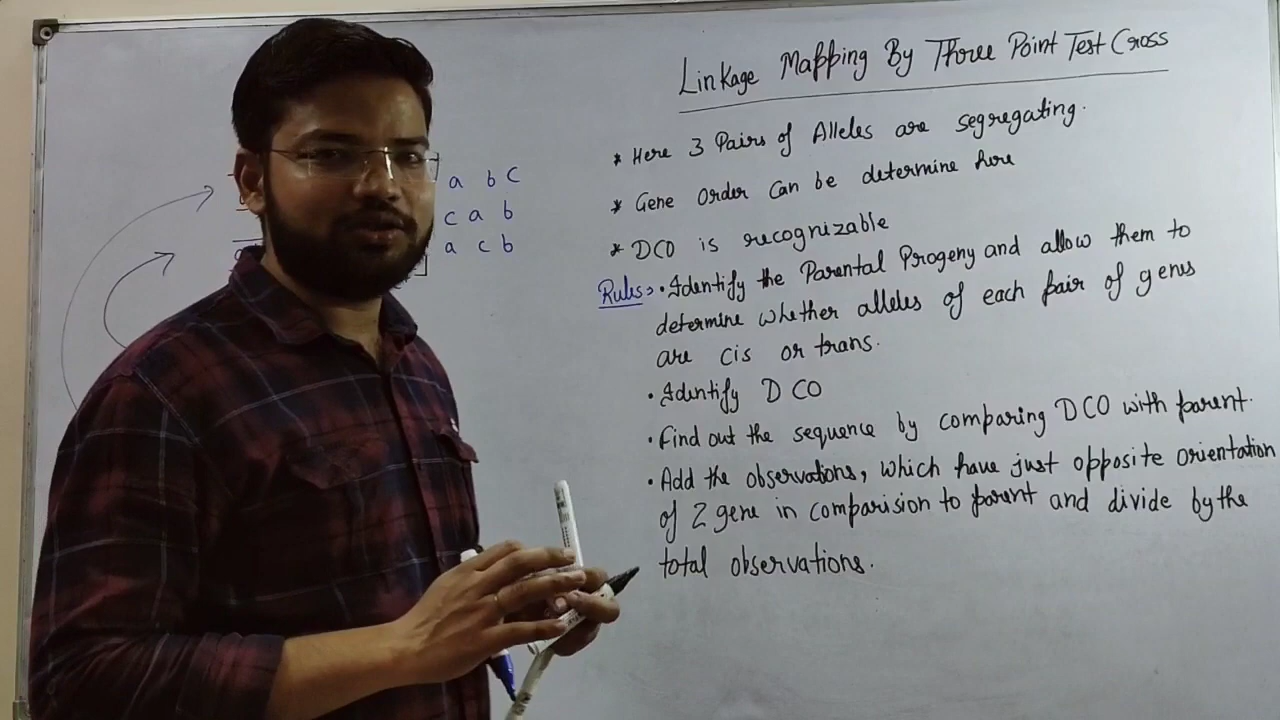 Linkage Mapping By Three Point Test Cross
* Here 3 Pairs of Alleles are segregating.
* Gene Order Can be determine here
* DCO is recognizable
Rules > • Identify the Parental Progeny and allow them to
determine whether alleles of each pair of genes
are cis or trans.
• Identify DCO
• Find out the sequence by comparing DCO with parent.
• Add the observations, which have just opposite orientation
of 2 gene in comparision to parent and divide by the
total observations.
a b C
c a b
a c b